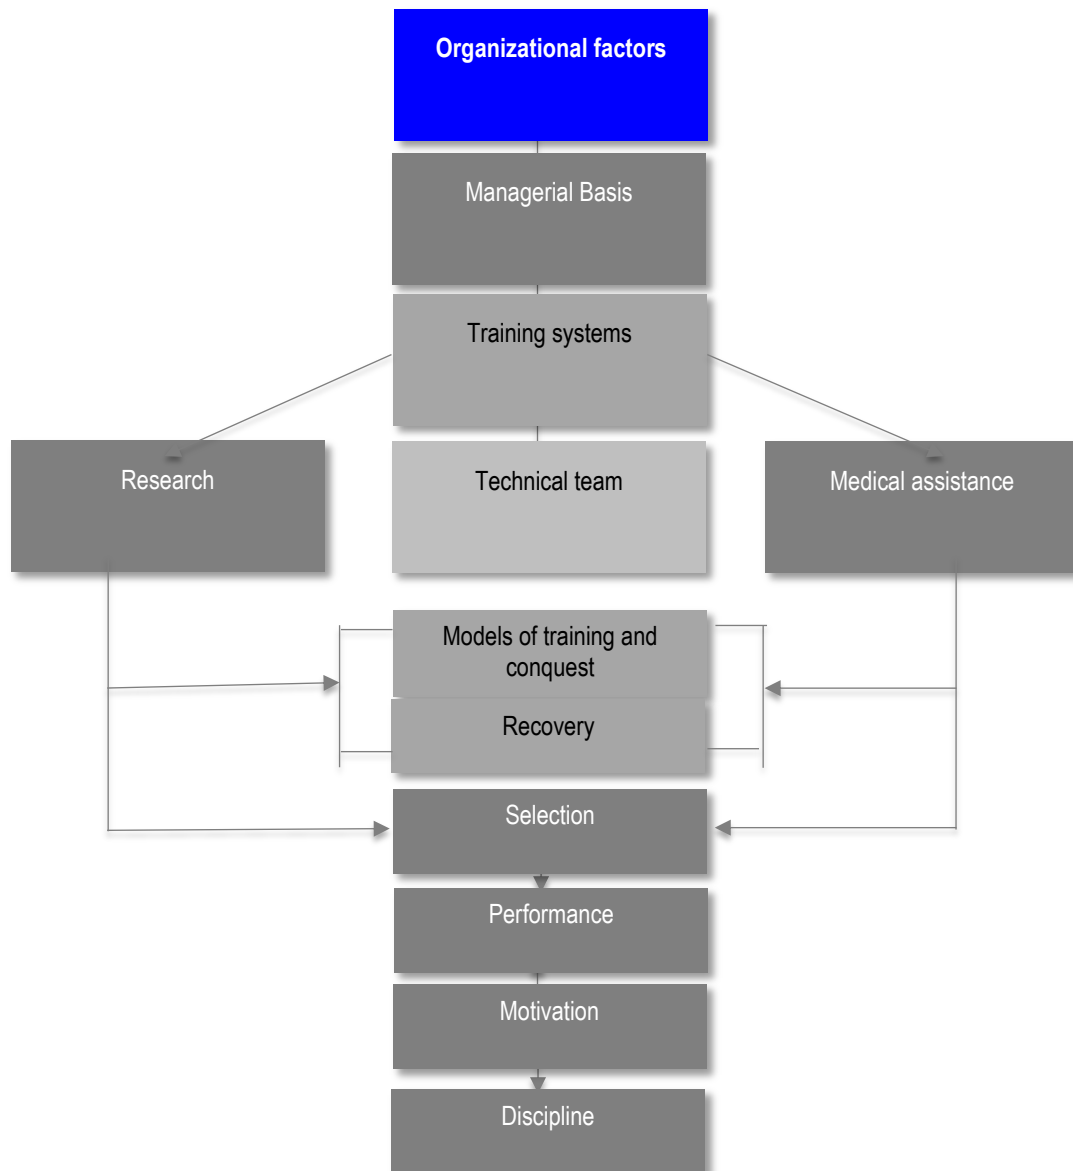 Organizational factors
Managerial Basis
Training systems
Research
Technical team
Medical assistance
Models of training and
conquest
Recovery
Selection
Performance
Motivation
Discipline